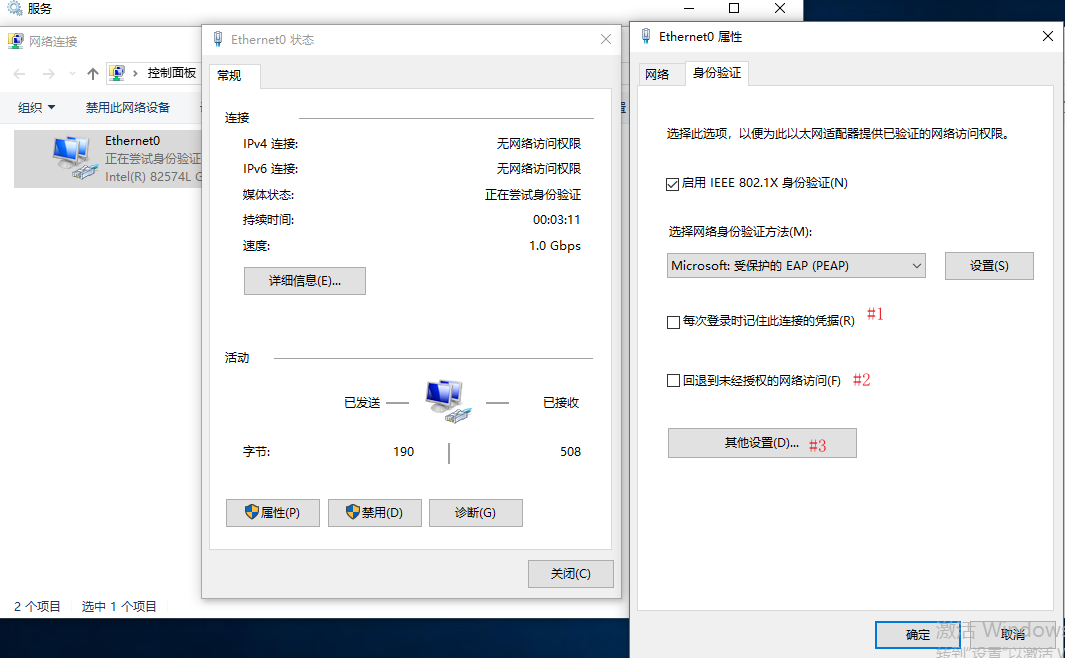 服务
网络连接
控制面板
组织
禁用此网络设备
Ethernet0
正在尝试身份验证
Intel(R) 82574L G
2 个项目
选中 1 个项目
Ethernet0 状态
常规
连接
IPv4 连接: 无网络访问权限
IPv6 连接: 无网络访问权限
媒体状态: 正在尝试身份验证
持续时间: 00:03:11
速度: 1.0 Gbps
详细信息(E)...
活动
已发送 已接收
字节: 190 508
属性(P) 禁用(D) 诊断(G)
关闭(C)
Ethernet0 属性
网络 身份验证
选择此选项，以便为此以太网适配器提供已验证的网络访问权限。
启用 IEEE 802.1X 身份验证(N)
选择网络身份验证方法(M):
Microsoft: 受保护的 EAP (PEAP) 设置(S)
每次登录时记住此连接的凭据(R) #1
回退到未经授权的网络访问(F) #2
其他设置(D)... #3
确定 取消
激活 Windows
转到"设置"以激活